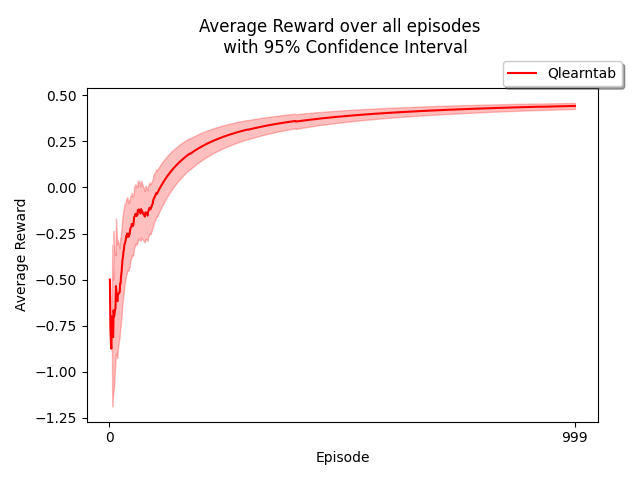 Average Reward over all episodes
with 95% Confidence Interval
Qlearntab
0.50
0.25
0.00
−0.25
−0.50
−0.75
−1.00
−1.25
Average Reward
0 999
Episode